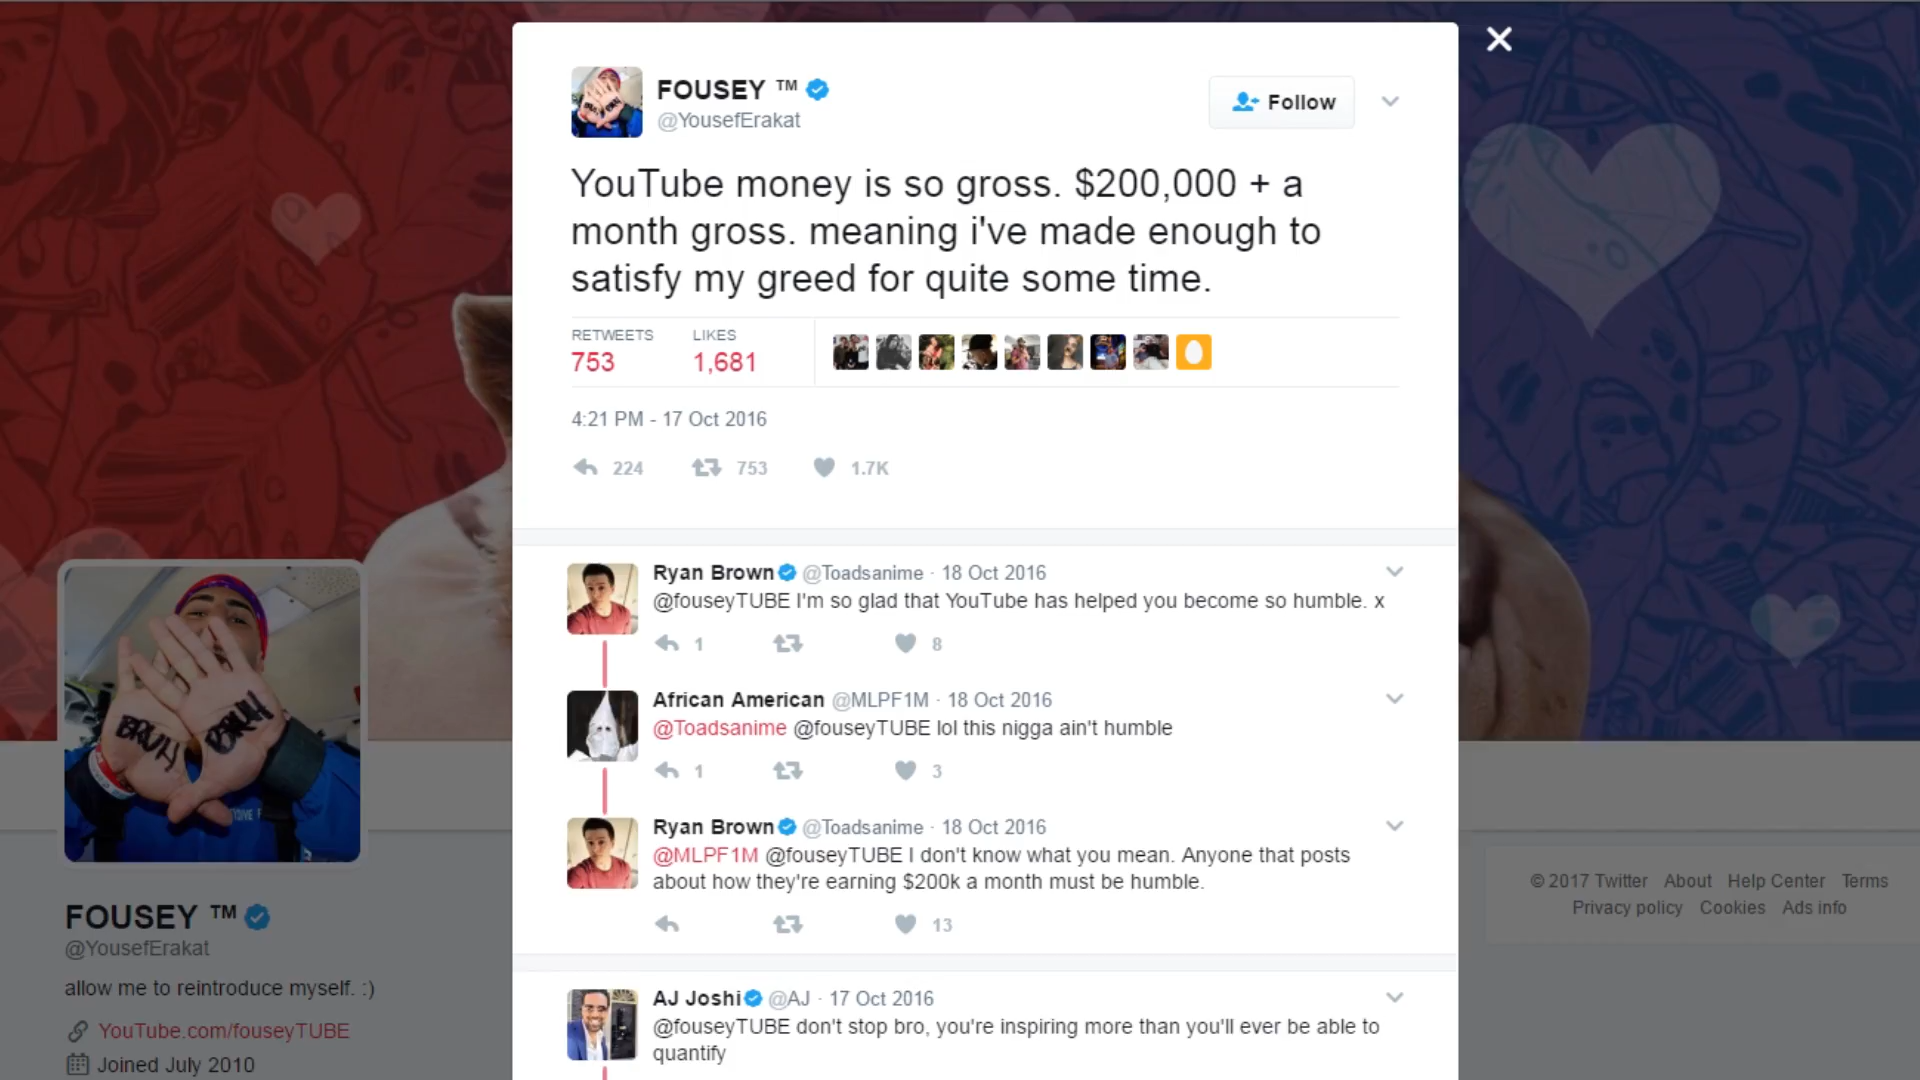 FOUSEY ™
@YousefErakat
Follow
YouTube money is so gross. $200,000 + a
month gross. meaning i've made enough to
satisfy my greed for quite some time.
RETWEETS LIKES
753 1,681
4:21 PM - 17 Oct 2016
224 753 1.7K
Ryan Brown @Toadsanime · 18 Oct 2016
@fouseyTUBE I'm so glad that YouTube has helped you become so humble. x
1 8
African American @MLPF1M · 18 Oct 2016
@Toadsanime @fouseyTUBE lol this nigga ain't humble
1 3
Ryan Brown @Toadsanime · 18 Oct 2016
@MLPF1M @fouseyTUBE I don't know what you mean. Anyone that posts
about how they're earning $200k a month must be humble.
13
AJ Joshi @AJ · 17 Oct 2016
@fouseyTUBE don't stop bro, you're inspiring more than you'll ever be able to
quantify
BRUH BRUH
FOUSEY ™
@YousefErakat
allow me to reintroduce myself. :)
YouTube.com/fouseyTUBE
Joined July 2010
© 2017 Twitter About Help Center Terms
Privacy policy Cookies Ads info